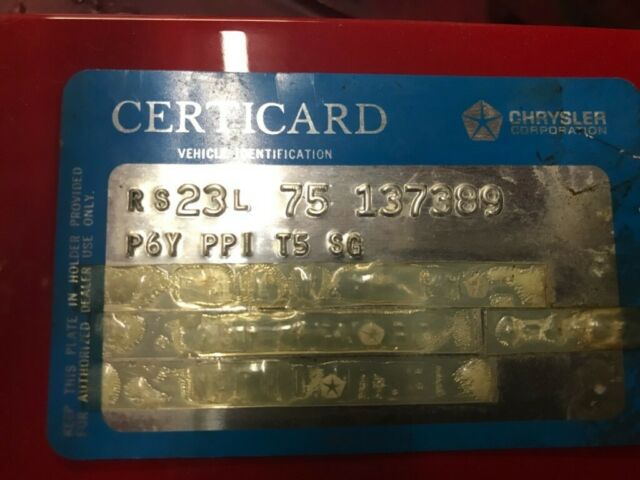 CERTICARD
CHRYSLER
CORPORATION
VEHICLE IDENTIFICATION
RS23L 75 137389
P6Y PPI T5 SG
KEEP THIS PLATE IN HOLDER PROVIDED
FOR AUTHORIZED DEALER USE ONLY.